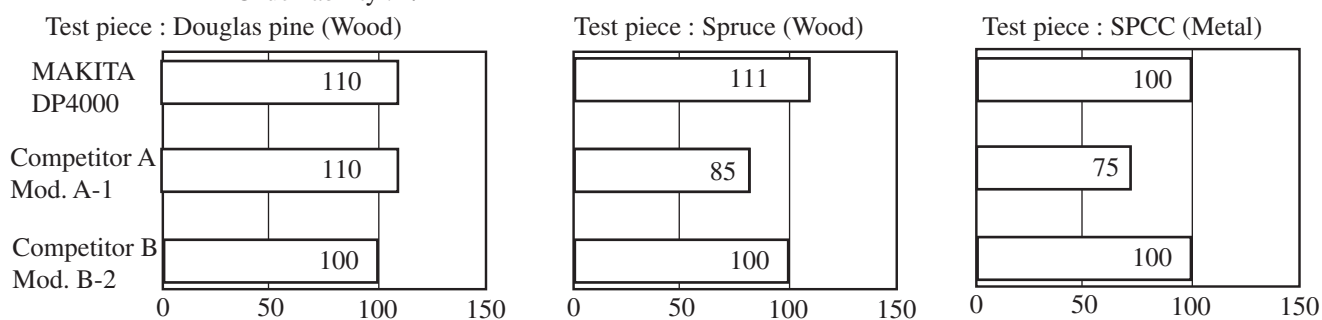 Test piece : Douglas pine (Wood)
MAKITA
DP4000
110
Competitor A
Mod. A-1
110
Competitor B
Mod. B-2
100
0 50 100 150
Test piece : Spruce (Wood)
111
85
100
0 50 100 150
Test piece : SPCC (Metal)
100
75
100
0 50 100 150